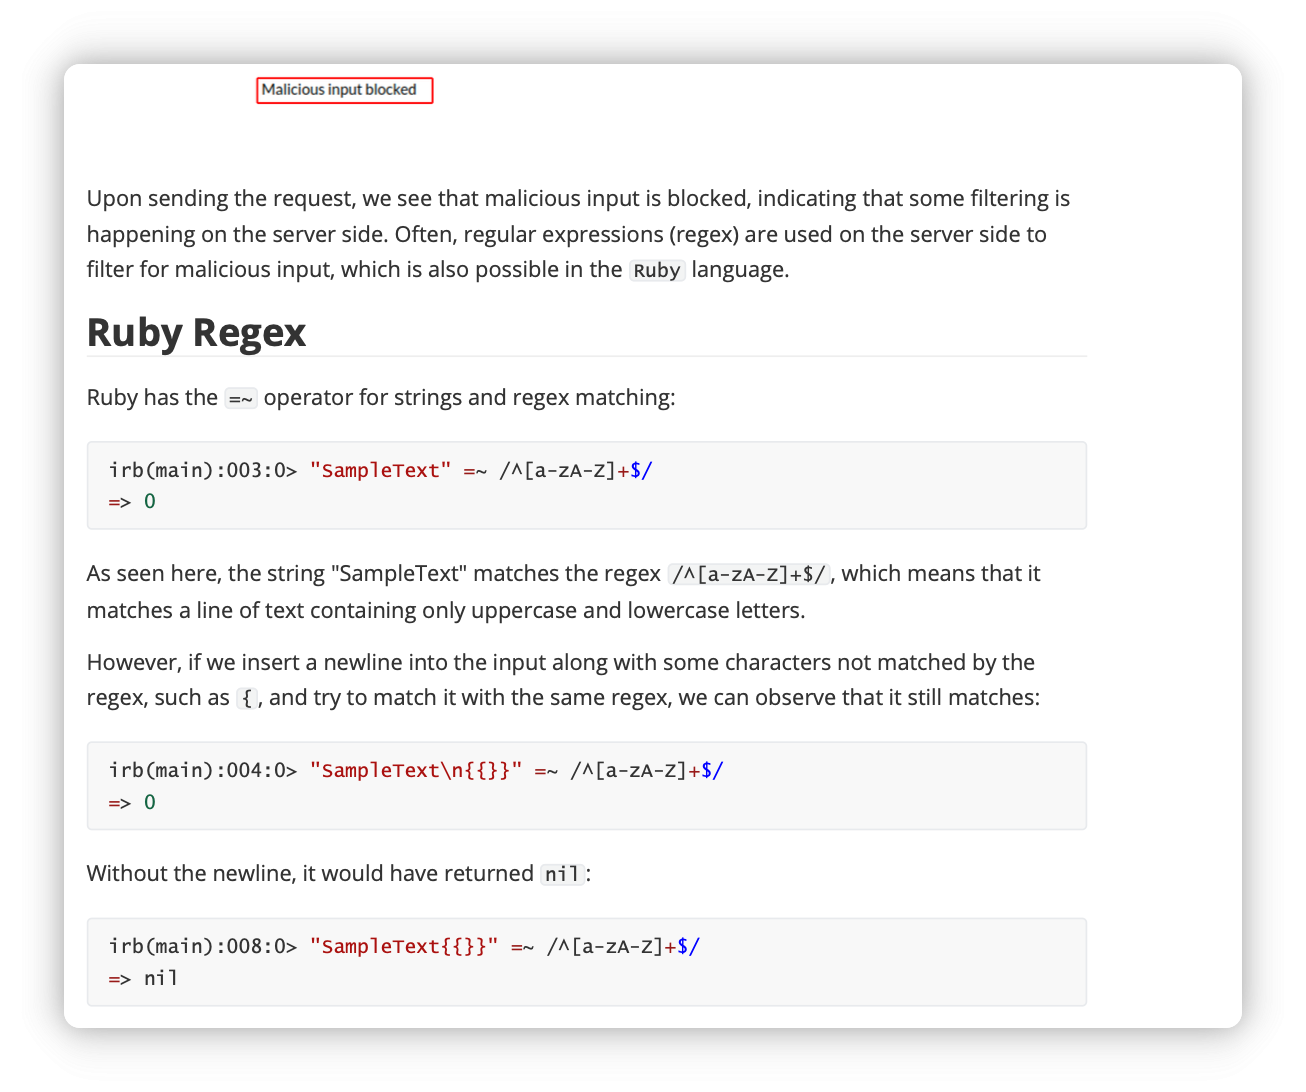 Malicious input blocked
Upon sending the request, we see that malicious input is blocked, indicating that some filtering is
happening on the server side. Often, regular expressions (regex) are used on the server side to
filter for malicious input, which is also possible in the Ruby language.
Ruby Regex
Ruby has the =~ operator for strings and regex matching:
irb(main):003:0> "SampleText" =~ /^[a-zA-Z]+$/
=> 0
As seen here, the string "SampleText" matches the regex /^[a-zA-Z]+$/, which means that it
matches a line of text containing only uppercase and lowercase letters.
However, if we insert a newline into the input along with some characters not matched by the
regex, such as {, and try to match it with the same regex, we can observe that it still matches:
irb(main):004:0> "SampleText\n{{}}" =~ /^[a-zA-Z]+$/
=> 0
Without the newline, it would have returned nil:
irb(main):008:0> "SampleText{{}}" =~ /^[a-zA-Z]+$/
=> nil